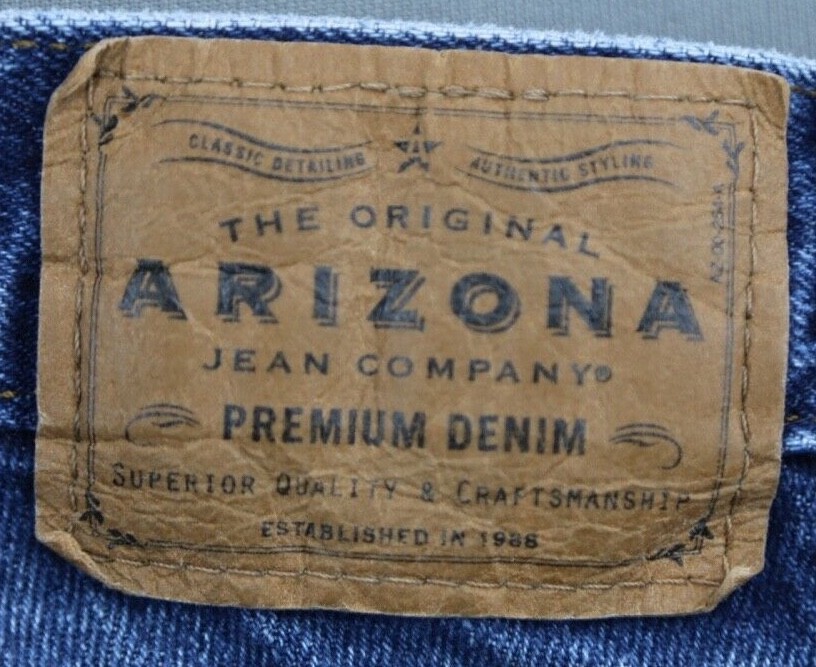 CLASSIC DETAILING
AUTHENTIC STYLING
THE ORIGINAL
ARIZONA
JEAN COMPANY®
PREMIUM DENIM
SUPERIOR QUALITY & CRAFTSMANSHIP
ESTABLISHED IN 1988